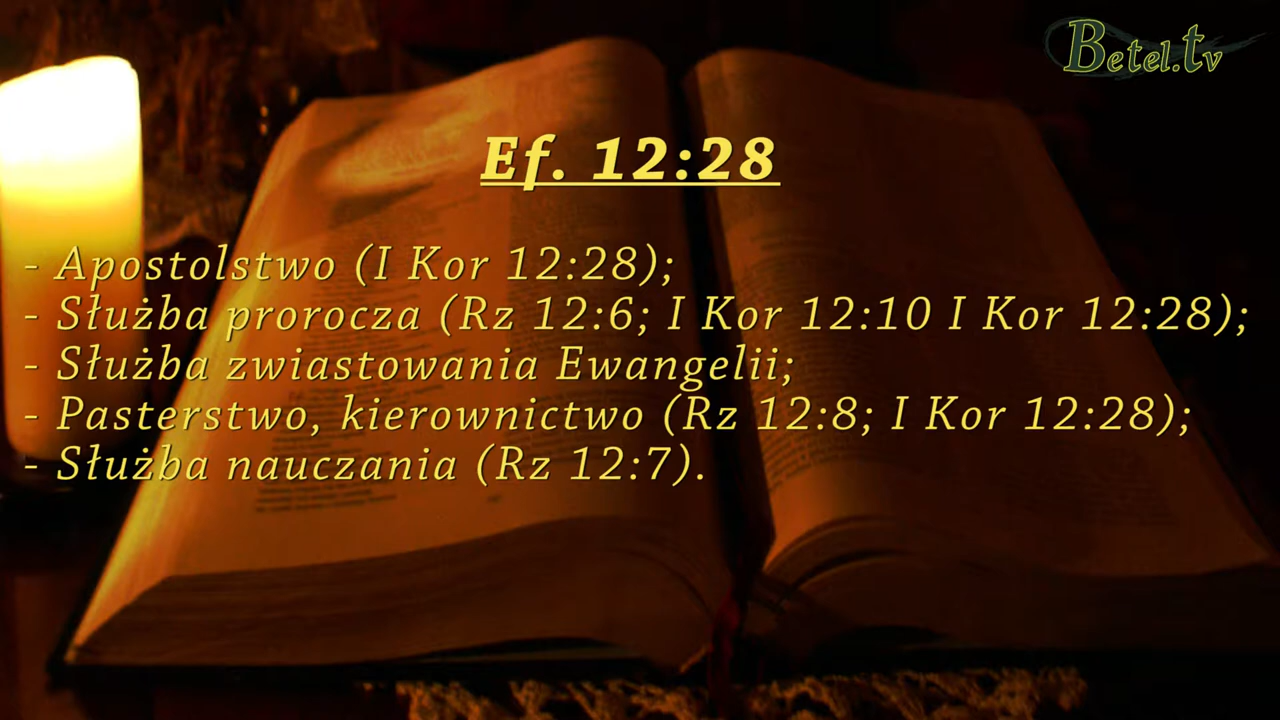 Betel.tv
Ef. 12:28
- Apostolstwo (I Kor 12:28);
- Służba prorocza (Rz 12:6; I Kor 12:10 I Kor 12:28);
- Służba zwiastowania Ewangelii;
- Pasterstwo, kierownictwo (Rz 12:8; I Kor 12:28);
- Służba nauczania (Rz 12:7).